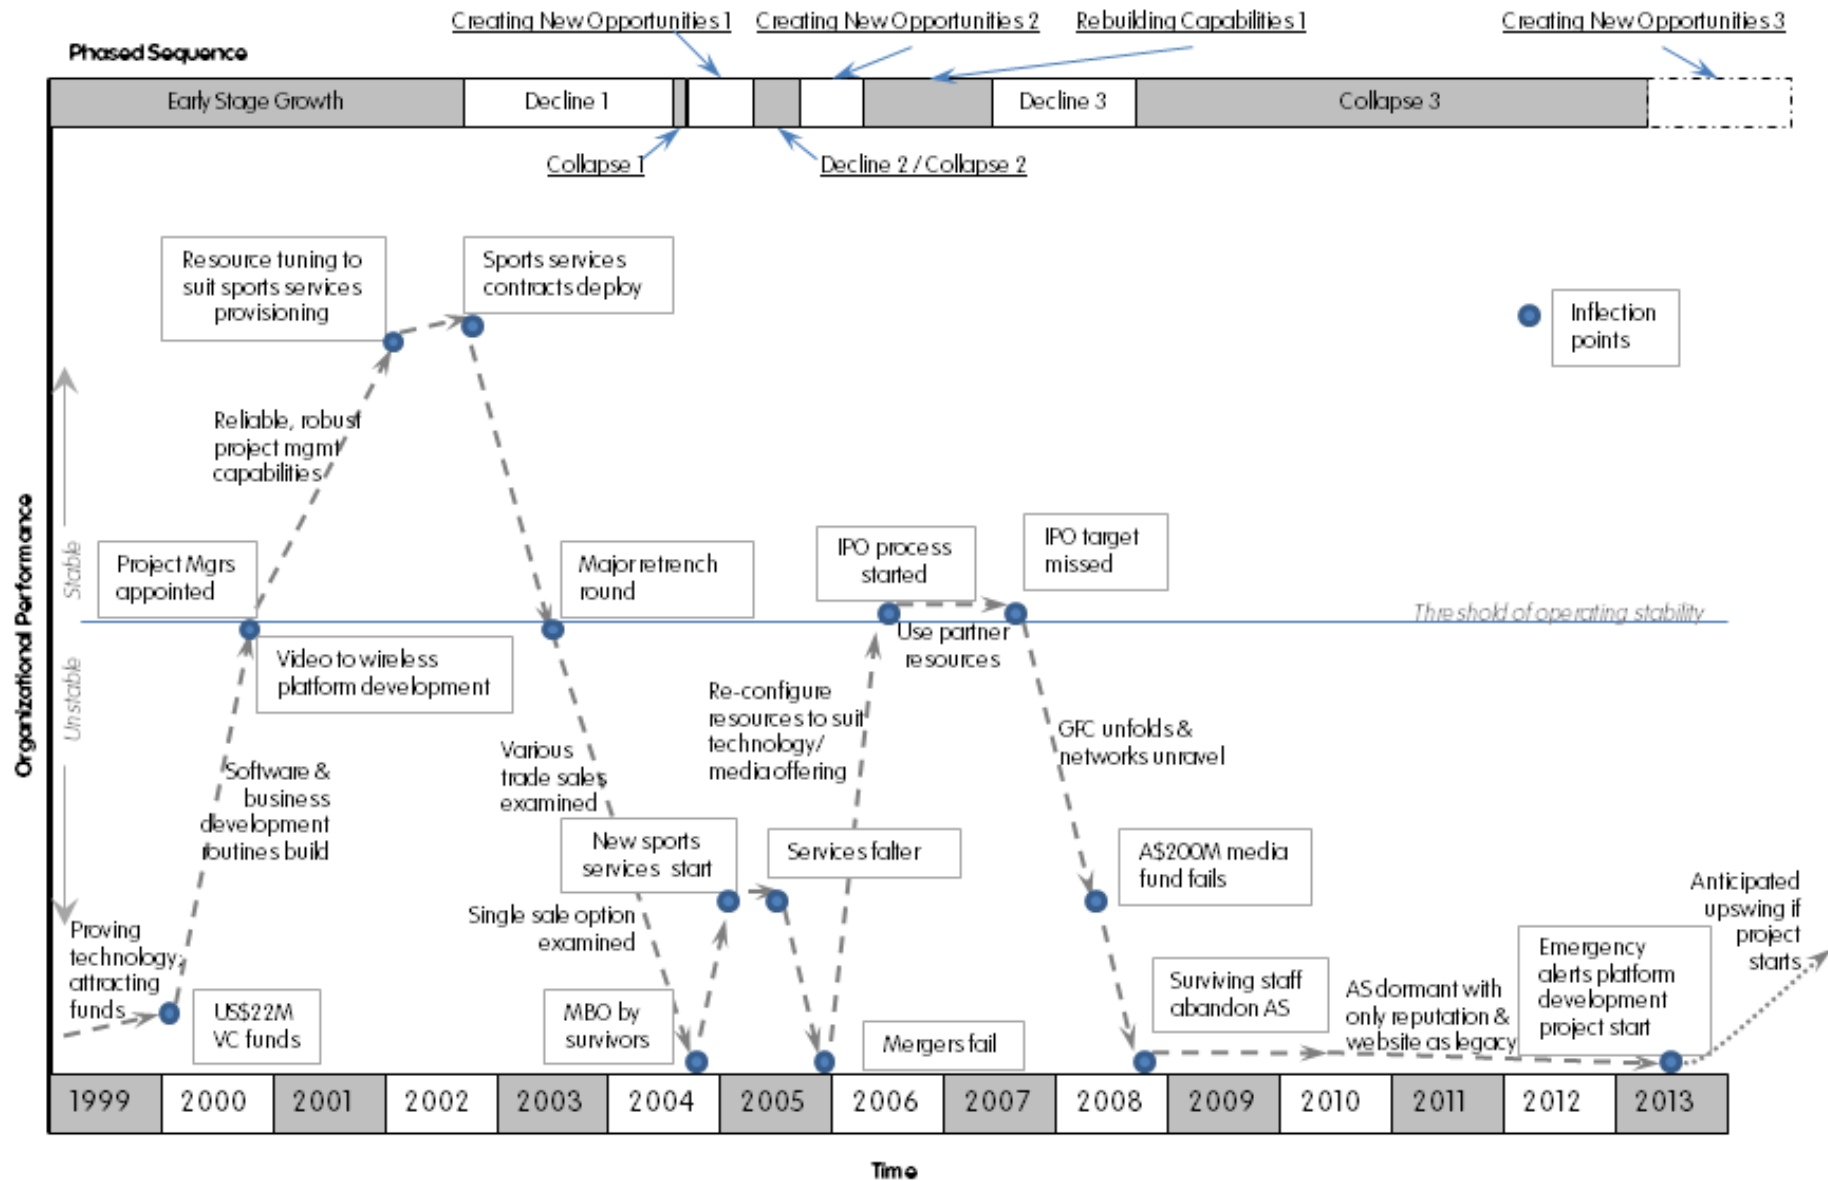 Creating New Opportunities 1
Creating New Opportunities 2
Rebuilding Capabilities 1
Creating New Opportunities 3
Phased Sequence
Early Stage Growth
Decline 1
Decline 3
Collapse 3
Collapse 1
Decline 2 / Collapse 2
Resource tuning to
suit sports services
provisioning
Sports services
contracts deploy
Inflection
points
Reliable, robust
project mgmt
capabilities
Organizational Performance
Stable
Unstable
Project Mgrs
appointed
Major retrench
round
IPO process
started
IPO target
missed
Threshold of operating stability
Video to wireless
platform development
Use partner
resources
Re-configure
resources to suit
technology/
media offering
GFC unfolds &
networks unravel
Various
trade sales
examined
Software &
business
development
routines build
New sports
services start
Services falter
A$200M media
fund fails
Single sale option
examined
Proving
technology,
attracting
funds
US$22M
VC funds
MBO by
survivors
Mergers fail
Surviving staff
abandon AS
AS dormant with
only reputation &
website as legacy
Emergency
alerts platform
development
project start
Anticipated
upswing if
project
starts
1999
2000
2001
2002
2003
2004
2005
2006
2007
2008
2009
2010
2011
2012
2013
Time